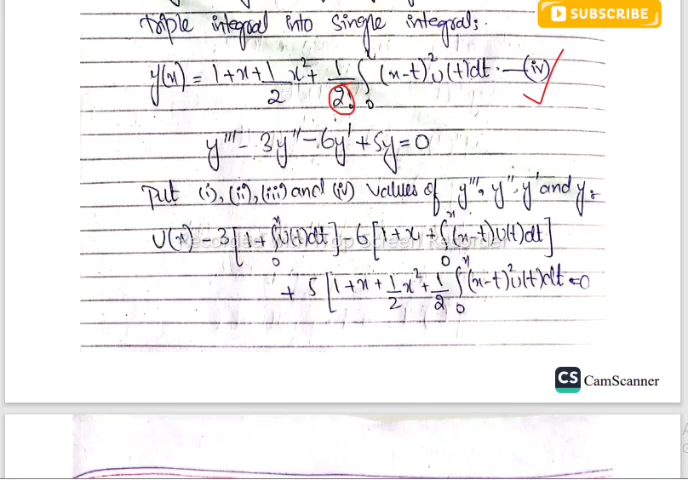 SUBSCRIBE
triple integral into single integral:
y(x) = 1+x+1/2 x²+ 1/2 ∫₀ˣ (x-t)² u(t)dt. —(iv)
y''' - 3y'' - 6y' + 5y = 0
Put (i), (ii), (iii) and (iv) values of y''', y'', y' and y:
U(x) - 3[1+∫₀ˣ U(t)dt] - 6[1+x+∫₀ˣ(x-t)U(t)dt]
+ 5[1+x+1/2 x²+1/2 ∫₀ˣ(x-t)²u(t)dt = 0
CS CamScanner